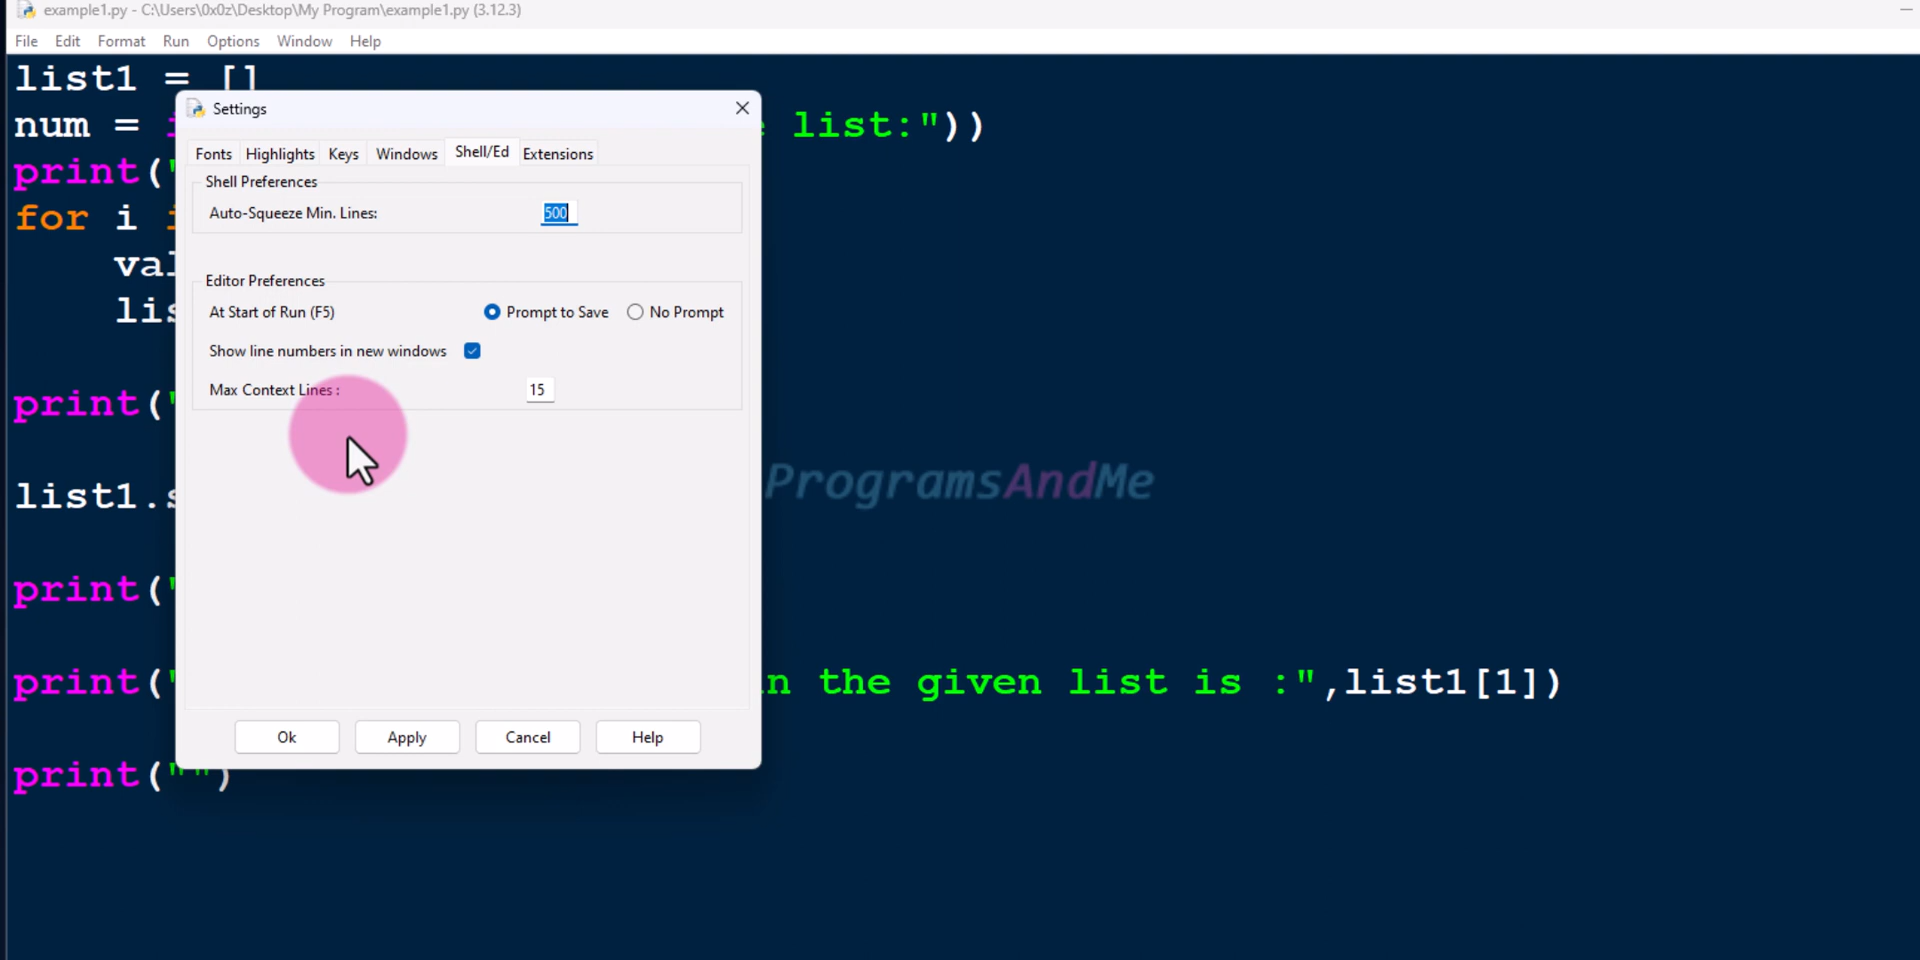 example1.py - C:\Users\0x0z\Desktop\My Program\example1.py (3.12.3)
File Edit Format Run Options Window Help
list1 = []
Settings
num = i list:"))
Fonts Highlights Keys Windows Shell/Ed Extensions
print("
Shell Preferences
Auto-Squeeze Min. Lines: 500
for i i
val
Editor Preferences
At Start of Run (F5) Prompt to Save No Prompt
lis
Show line numbers in new windows
Max Context Lines : 15
print("
ProgramsAndMe
list1.s
print("
print(" n the given list is :",list1[1])
Ok Apply Cancel Help
print("")